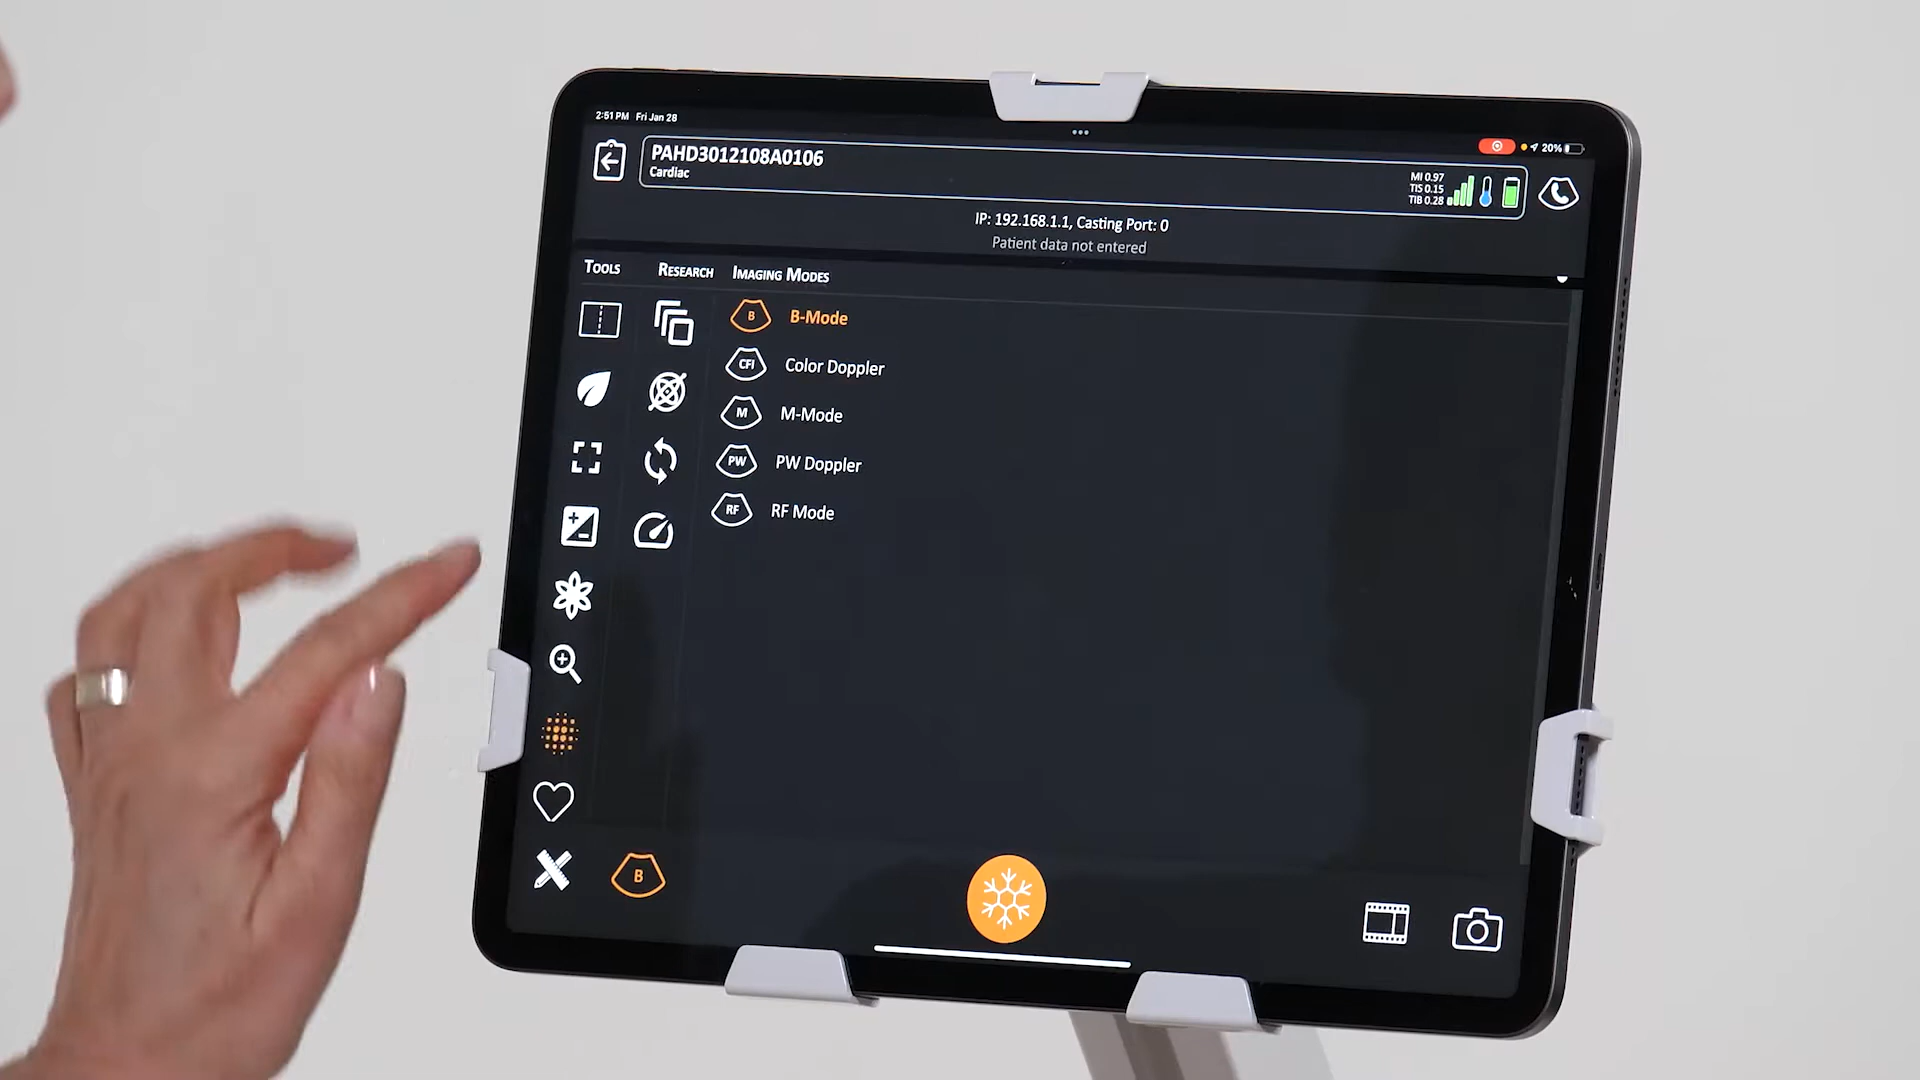 2:51 PM Fri Jan 28
20%
PAHD3012108A0106
Cardiac
MI 0.97
TIS 0.15
TIB 0.28
IP: 192.168.1.1, Casting Port: 0
Patient data not entered
Tools
Research
Imaging Modes
B B-Mode
CFI Color Doppler
M M-Mode
PW PW Doppler
RF RF Mode
B